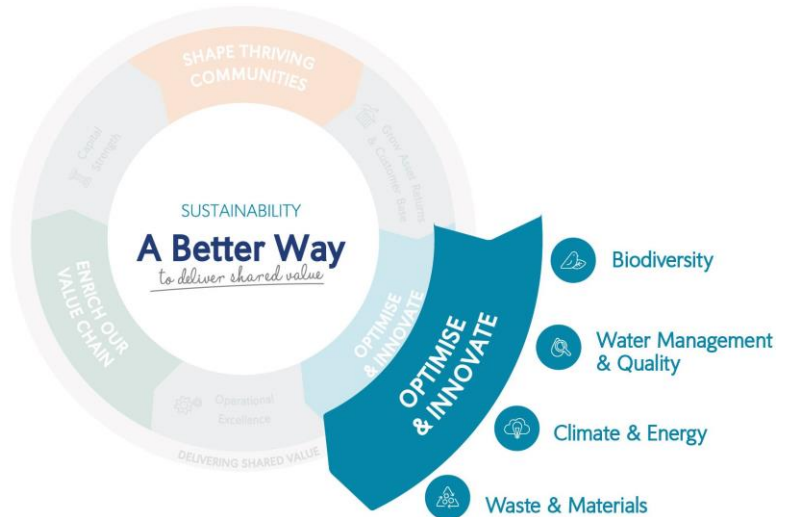 SHAPE THRIVING
COMMUNITIES
Capital
Strength
Grow Asset Returns
& Customer Base
SUSTAINABILITY
A Better Way
to deliver shared value
ENRICH OUR
VALUE CHAIN
OPTIMISE
& INNOVATE
Operational
Excellence
DELIVERING SHARED VALUE
OPTIMISE
& INNOVATE
Biodiversity
Water Management
& Quality
Climate & Energy
Waste & Materials